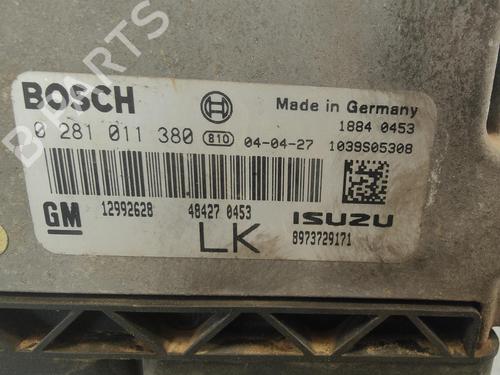 B PARTS
BOSCH
Made in Germany
0 281 011 380 810 04-04-27
1884 0453
1039S05308
12992628
48427 0453
GM
LK
ISUZU
8973729171